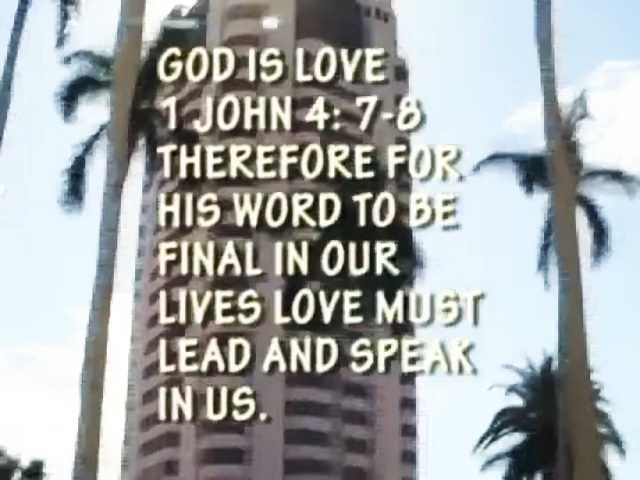 GOD IS LOVE
1 JOHN 4: 7-8
THEREFORE FOR
HIS WORD TO BE
FINAL IN OUR
LIVES LOVE MUST
LEAD AND SPEAK
IN US.